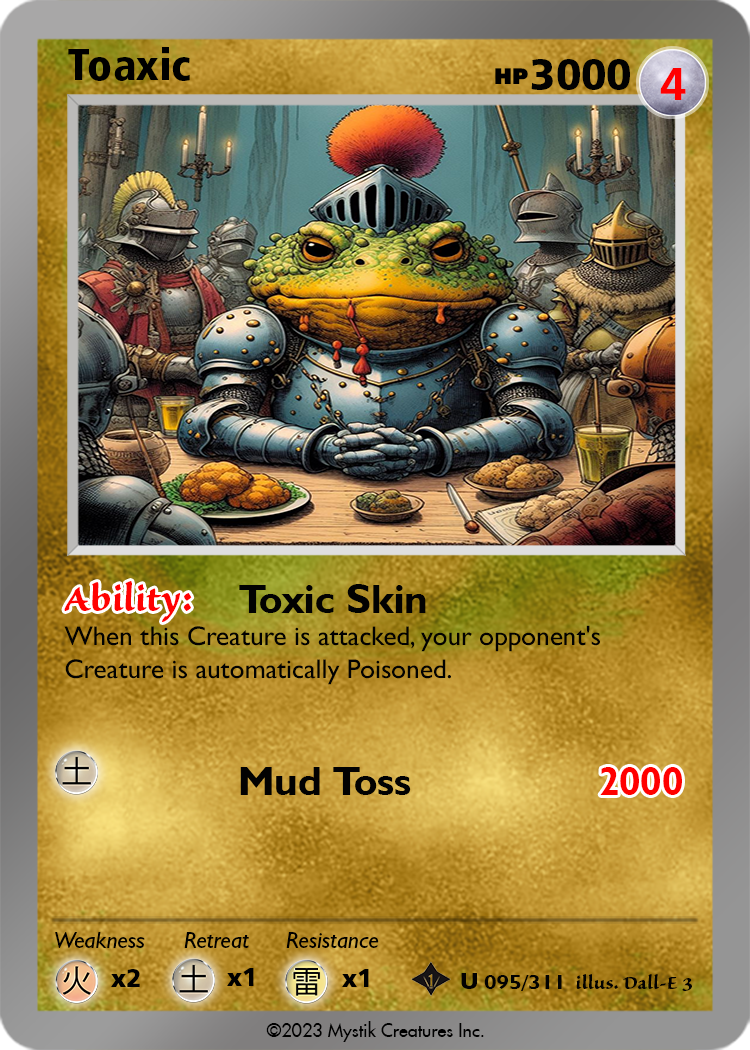 Toaxic HP3000 4
Ability: Toxic Skin
When this Creature is attacked, your opponent's
Creature is automatically Poisoned.
土 Mud Toss 2000
Weakness Retreat Resistance
火 x2 土 x1 雷 x1 1 U 095/311 illus. Dall-E 3
©2023 Mystik Creatures Inc.